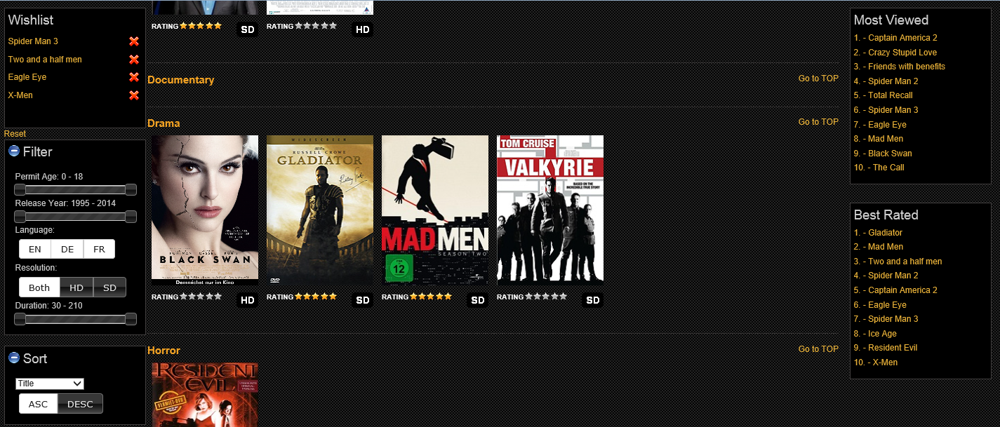 Wishlist
Spider Man 3
Two and a half men
Eagle Eye
X-Men
Reset
Filter
Permit Age: 0 - 18
Release Year: 1995 - 2014
Language:
EN DE FR
Resolution:
Both HD SD
Duration: 30 - 210
Sort
Title
ASC DESC
RATING SD RATING HD
Documentary Go to TOP
Drama Go to TOP
BLACK SWAN
Demnächst nur im Kino
WIDESCREEN
RUSSELL CROWE
GLADIATOR
DVD
MAD MEN
SEASON TWO
12
TOM CRUISE
VALKYRIE
BASED ON THE
INCREDIBLE TRUE STORY
RATING HD RATING SD RATING SD RATING SD
Horror Go to TOP
RESIDENT
EVIL
VERMIET-DVD
Most Viewed
1. - Captain America 2
2. - Crazy Stupid Love
3. - Friends with benefits
4. - Spider Man 2
5. - Total Recall
6. - Spider Man 3
7. - Eagle Eye
8. - Mad Men
9. - Black Swan
10. - The Call
Best Rated
1. - Gladiator
2. - Mad Men
3. - Two and a half men
4. - Spider Man 2
5. - Captain America 2
6. - Eagle Eye
7. - Spider Man 3
8. - Ice Age
9. - Resident Evil
10. - X-Men